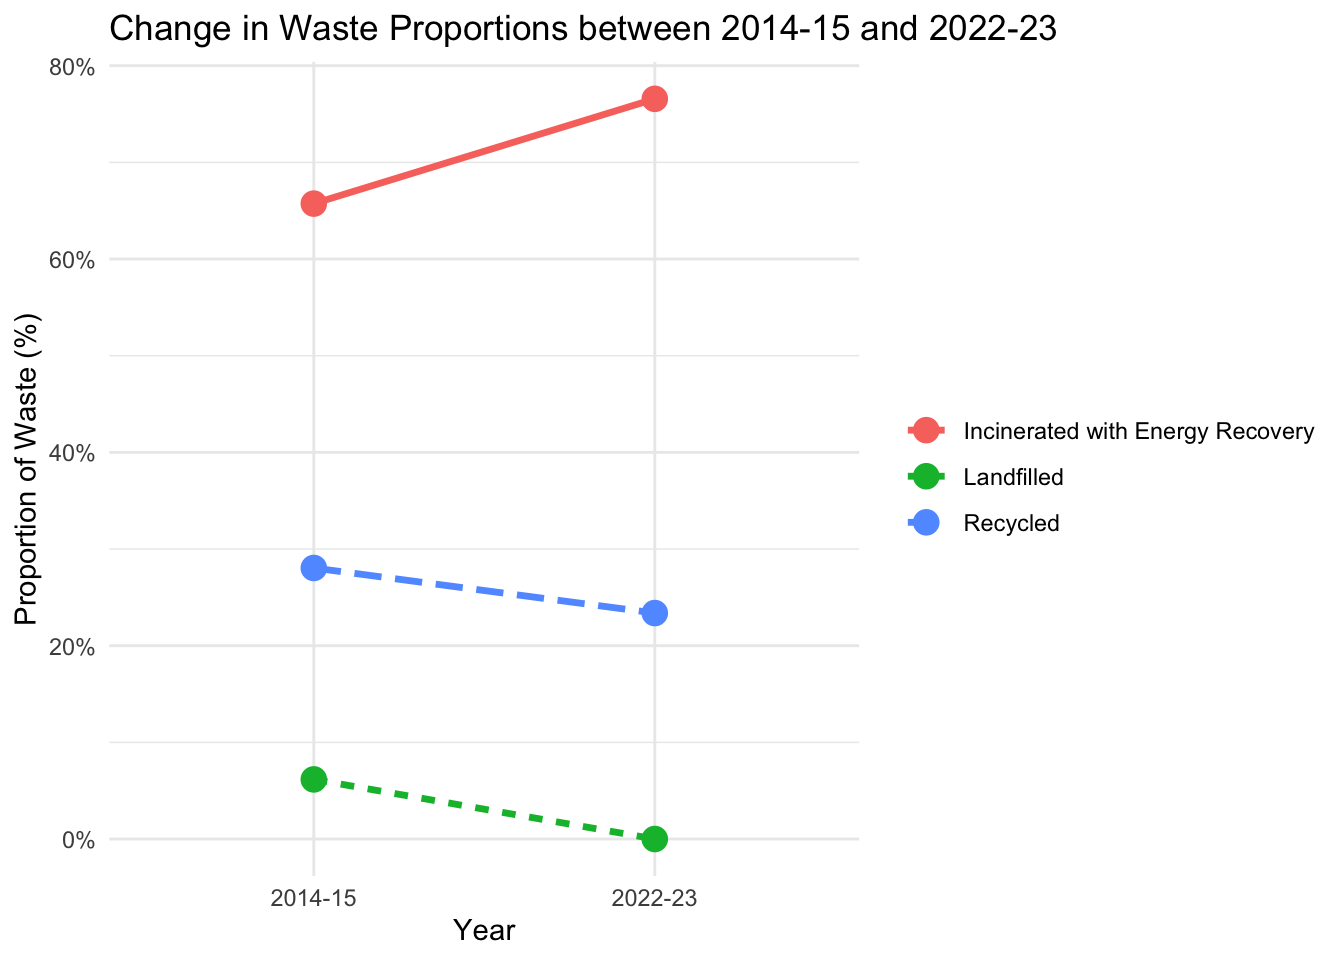 Change in Waste Proportions between 2014-15 and 2022-23
80%
60%
40%
20%
0%
Proportion of Waste (%)
2014-15 2022-23
Year
Incinerated with Energy Recovery
Landfilled
Recycled